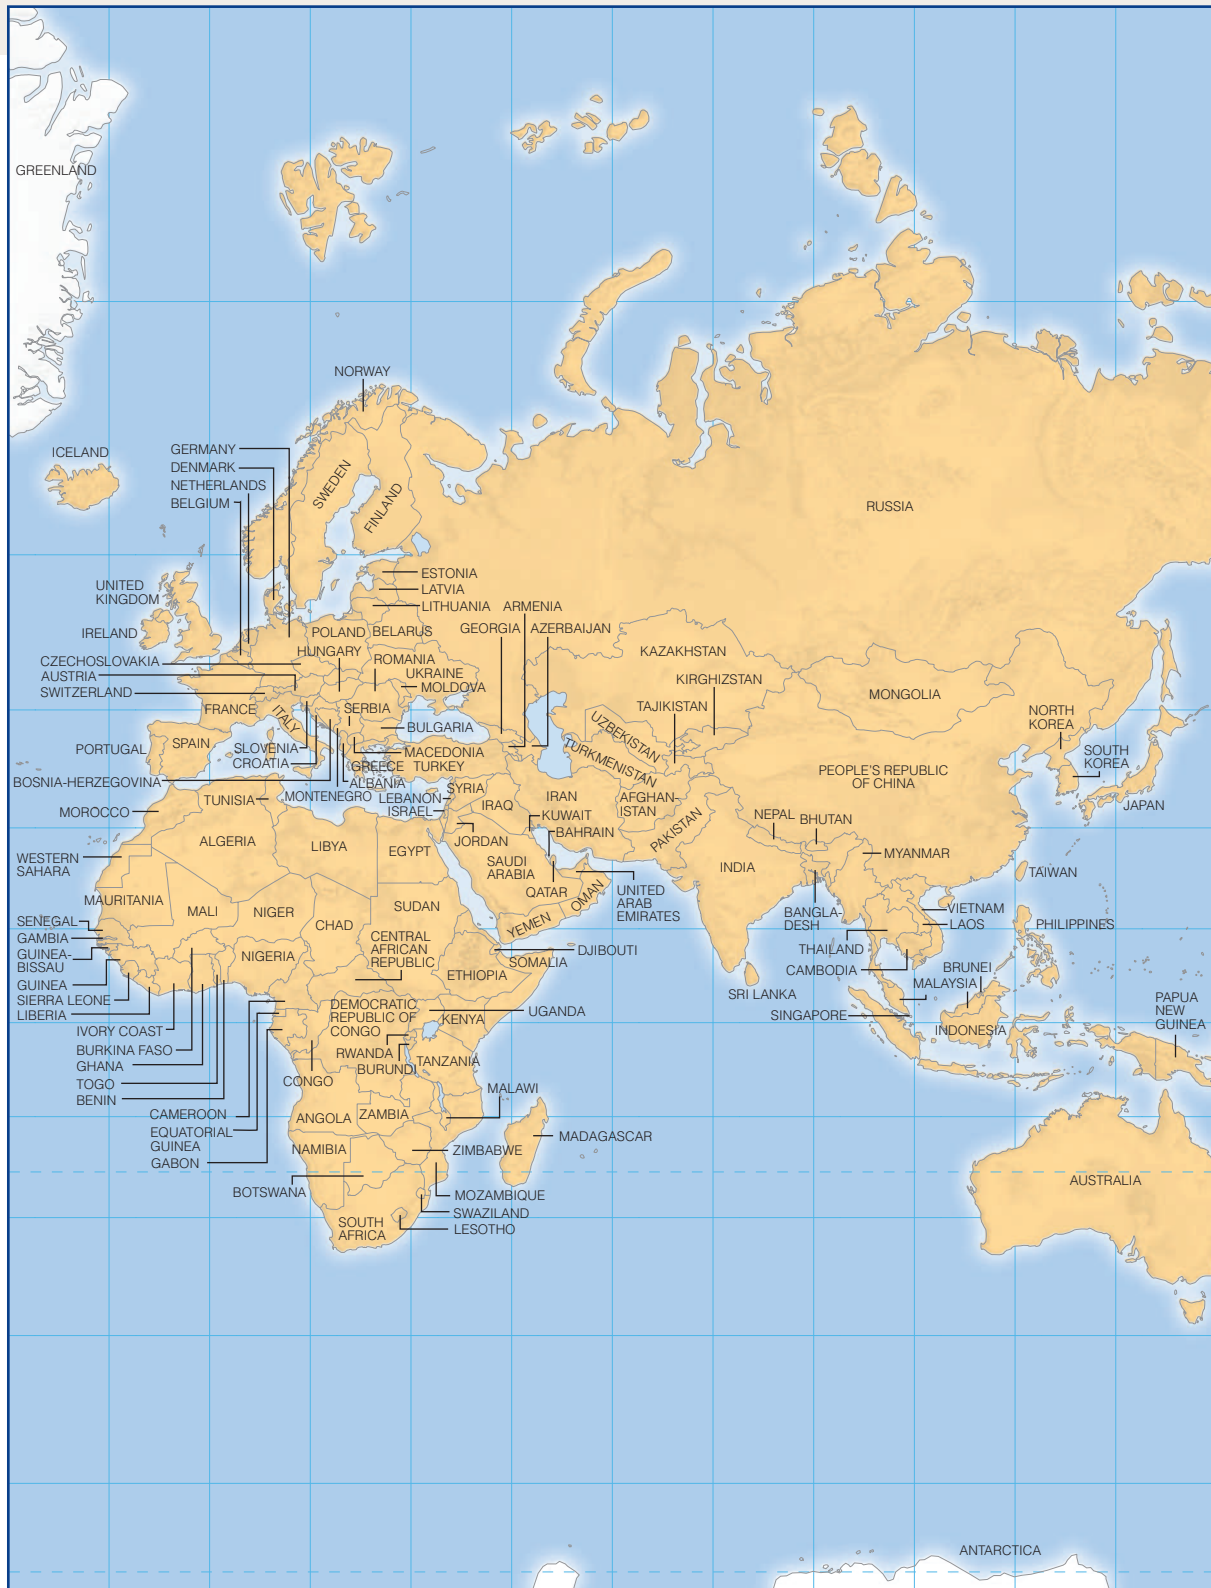 GREENLAND
NORWAY
ICELAND
GERMANY
DENMARK
NETHERLANDS
BELGIUM
SWEDEN
FINLAND
RUSSIA
UNITED
KINGDOM
IRELAND
ESTONIA
LATVIA
LITHUANIA
ARMENIA
GEORGIA
AZERBAIJAN
POLAND
BELARUS
HUNGARY
CZECHOSLOVAKIA
AUSTRIA
SWITZERLAND
ROMANIA
UKRAINE
MOLDOVA
KAZAKHSTAN
KIRGHIZSTAN
MONGOLIA
TAJIKISTAN
UZBEKISTAN
TURKMENISTAN
FRANCE
ITALY
SERBIA
BULGARIA
NORTH
KOREA
SOUTH
KOREA
JAPAN
PORTUGAL
SPAIN
SLOVENIA
CROATIA
MACEDONIA
GREECE
TURKEY
BOSNIA-HERZEGOVINA
ALBANIA
MONTENEGRO
LEBANON
ISRAEL
SYRIA
IRAQ
IRAN
AFGHAN-
ISTAN
PEOPLE'S REPUBLIC
OF CHINA
TUNISIA
MOROCCO
KUWAIT
BAHRAIN
PAKISTAN
NEPAL
BHUTAN
ALGERIA
LIBYA
EGYPT
JORDAN
SAUDI
ARABIA
QATAR
OMAN
YEMEN
UNITED
ARAB
EMIRATES
INDIA
MYANMAR
TAIWAN
WESTERN
SAHARA
MAURITANIA
MALI
NIGER
CHAD
SUDAN
BANGLA-
DESH
VIETNAM
LAOS
PHILIPPINES
THAILAND
CAMBODIA
SENEGAL
GAMBIA
GUINEA-
BISSAU
GUINEA
SIERRA LEONE
LIBERIA
NIGERIA
CENTRAL
AFRICAN
REPUBLIC
ETHIOPIA
SOMALIA
DJIBOUTI
SRI LANKA
BRUNEI
MALAYSIA
SINGAPORE
INDONESIA
PAPUA
NEW
GUINEA
IVORY COAST
BURKINA FASO
GHANA
TOGO
BENIN
CAMEROON
EQUATORIAL
GUINEA
GABON
DEMOCRATIC
REPUBLIC OF
CONGO
UGANDA
KENYA
RWANDA
BURUNDI
TANZANIA
CONGO
MALAWI
ANGOLA
ZAMBIA
MADAGASCAR
NAMIBIA
ZIMBABWE
BOTSWANA
MOZAMBIQUE
SWAZILAND
LESOTHO
SOUTH
AFRICA
AUSTRALIA
ANTARCTICA